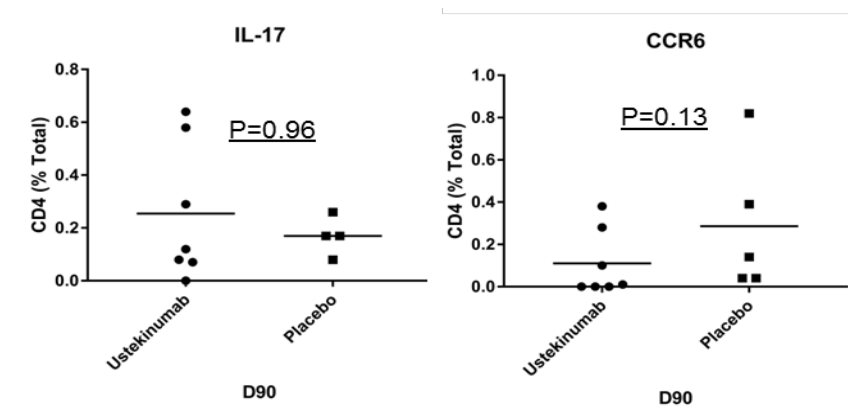 IL-17
CD4 (% Total)
0.8
0.6
0.4
0.2
0.0
P=0.96
Ustekinumab
Placebo
D90
CCR6
CD4 (% Total)
1.0
0.8
0.6
0.4
0.2
0.0
P=0.13
Ustekinumab
Placebo
D90